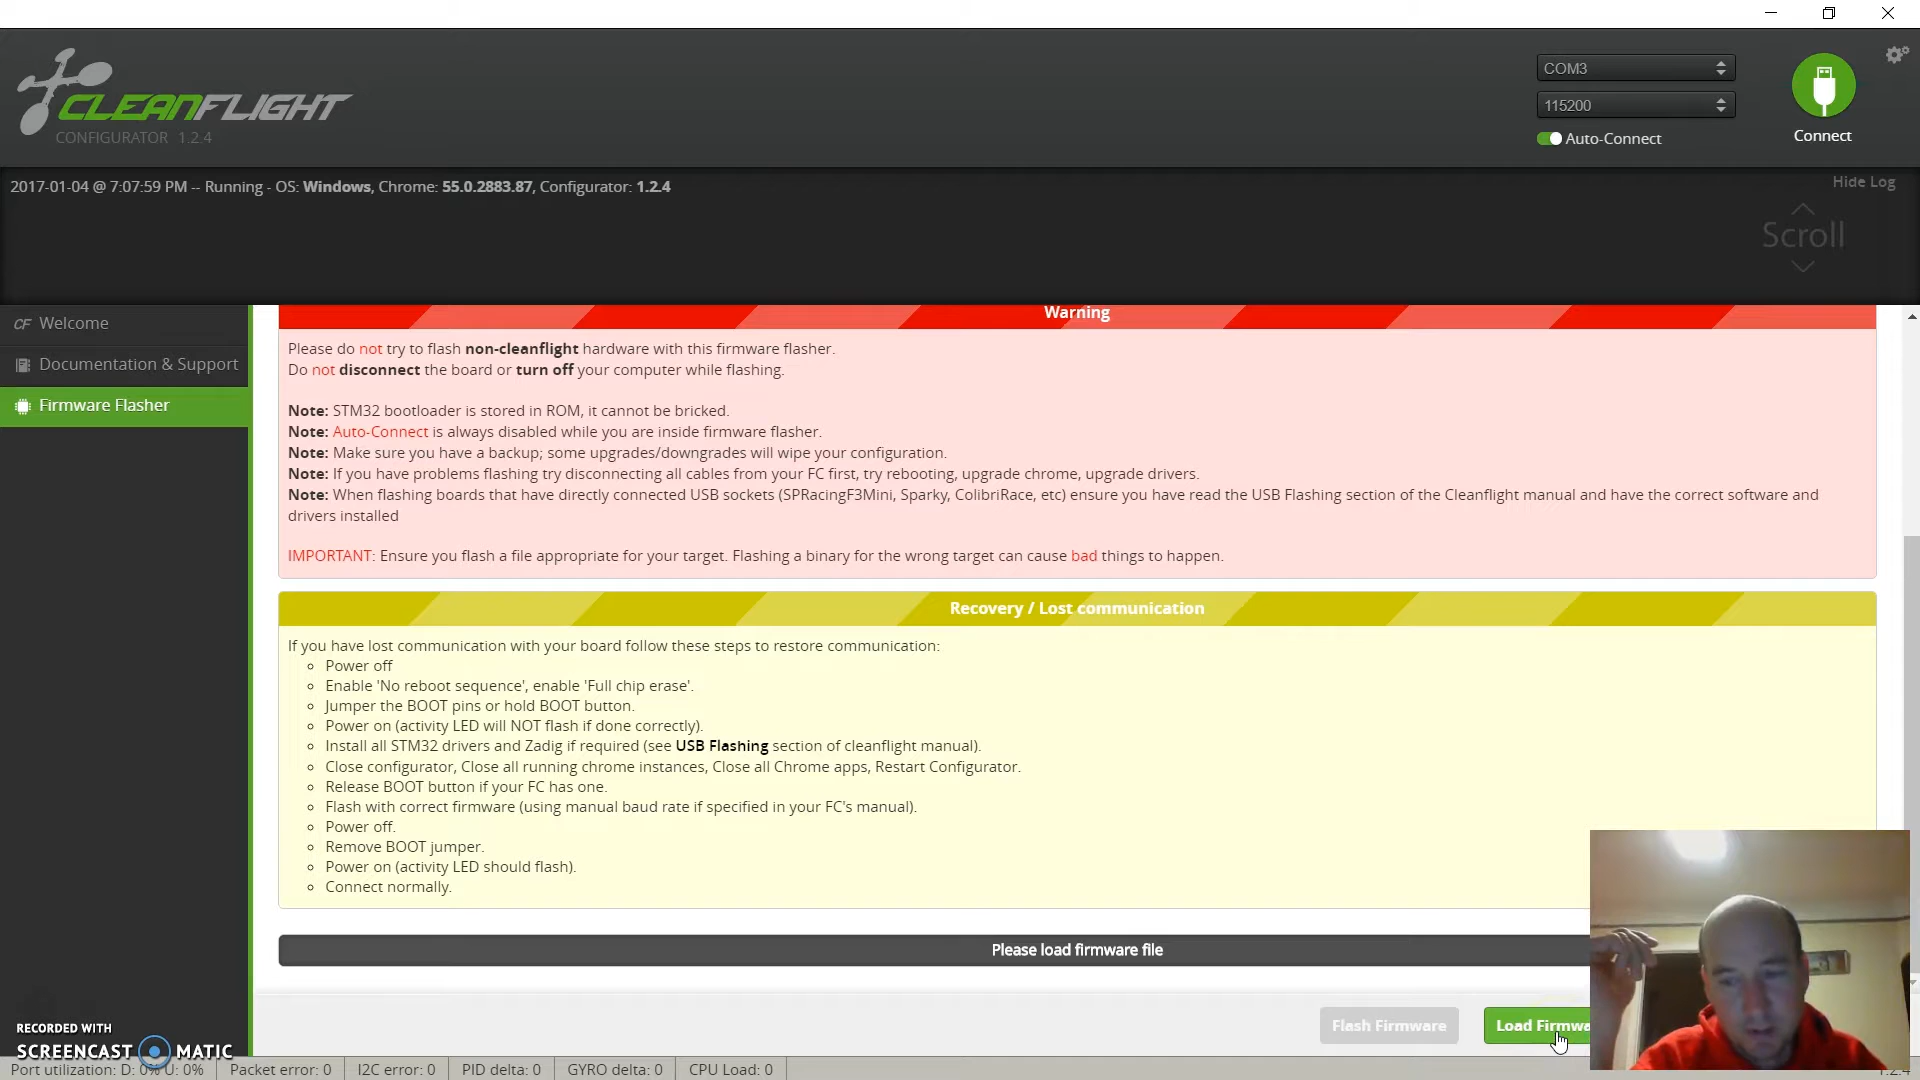 CLEANFLIGHT
CONFIGURATOR 1.2.4
COM3
115200
Auto-Connect
Connect
2017-01-04 @ 7:07:59 PM -- Running - OS: Windows, Chrome: 55.0.2883.87, Configurator: 1.2.4
Hide Log
Scroll
CF Welcome
Documentation & Support
Firmware Flasher
Warning
Please do not try to flash non-cleanflight hardware with this firmware flasher.
Do not disconnect the board or turn off your computer while flashing.
Note: STM32 bootloader is stored in ROM, it cannot be bricked.
Note: Auto-Connect is always disabled while you are inside firmware flasher.
Note: Make sure you have a backup; some upgrades/downgrades will wipe your configuration.
Note: If you have problems flashing try disconnecting all cables from your FC first, try rebooting, upgrade chrome, upgrade drivers.
Note: When flashing boards that have directly connected USB sockets (SPRacingF3Mini, Sparky, ColibriRace, etc) ensure you have read the USB Flashing section of the Cleanflight manual and have the correct software and
drivers installed
IMPORTANT: Ensure you flash a file appropriate for your target. Flashing a binary for the wrong target can cause bad things to happen.
Recovery / Lost communication
If you have lost communication with your board follow these steps to restore communication:
Power off
Enable 'No reboot sequence', enable 'Full chip erase'.
Jumper the BOOT pins or hold BOOT button.
Power on (activity LED will NOT flash if done correctly).
Install all STM32 drivers and Zadig if required (see USB Flashing section of cleanflight manual).
Close configurator, Close all running chrome instances, Close all Chrome apps, Restart Configurator.
Release BOOT button if your FC has one.
Flash with correct firmware (using manual baud rate if specified in your FC's manual).
Power off.
Remove BOOT jumper.
Power on (activity LED should flash).
Connect normally.
Please load firmware file
Flash Firmware
Load Firmwa
RECORDED WITH
SCREENCAST MATIC
Port utilization: D: 0% U: 0%
Packet error: 0
I2C error: 0
PID delta: 0
GYRO delta: 0
CPU Load: 0
1.2.4